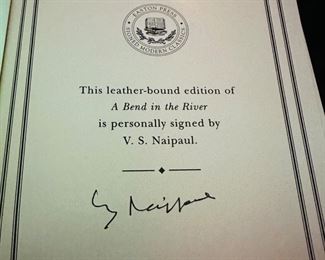 EASTON PRESS
SIGNED MODERN CLASSICS
This leather-bound edition of
A Bend in the River
is personally signed by
V. S. Naipaul.
V S Naipaul